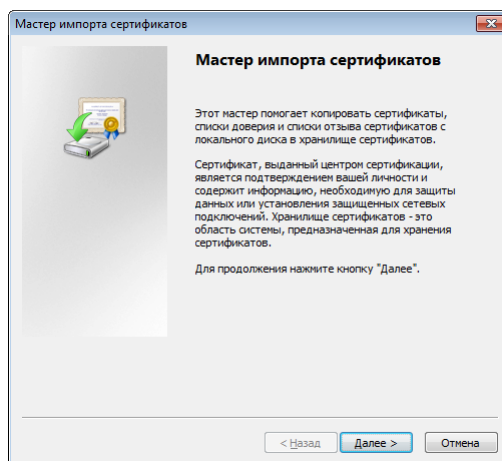 Мастер импорта сертификатов
Мастер импорта сертификатов
Этот мастер помогает копировать сертификаты,
списки доверия и списки отзыва сертификатов с
локального диска в хранилище сертификатов.
Сертификат, выданный центром сертификации,
является подтверждением вашей личности и
содержит информацию, необходимую для защиты
данных или установления защищенных сетевых
подключений. Хранилище сертификатов - это
область системы, предназначенная для хранения
сертификатов.
Для продолжения нажмите кнопку "Далее".
< Назад Далее > Отмена